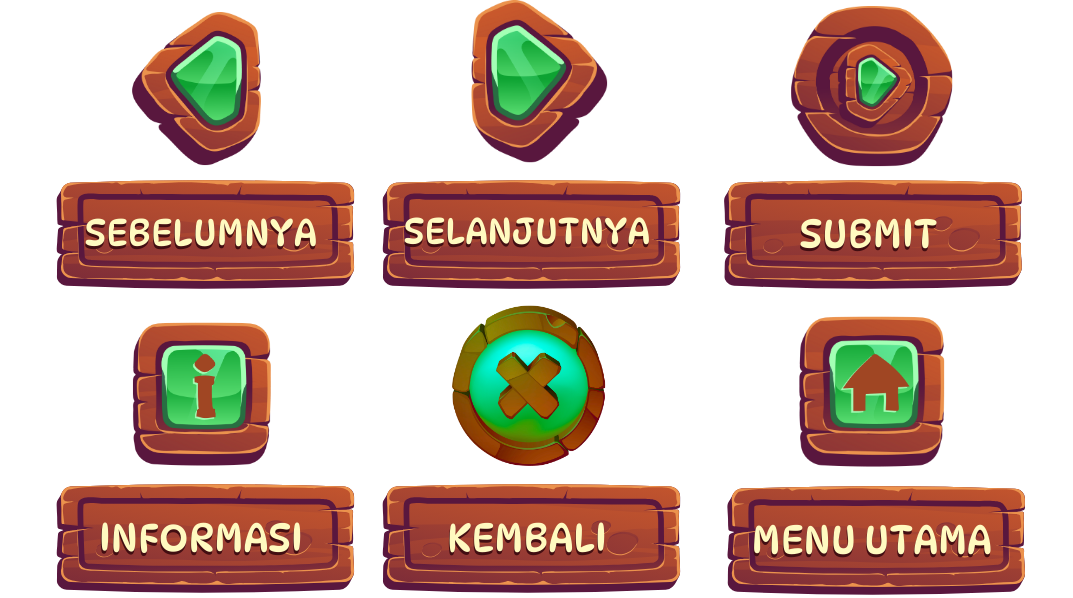 SEBELUMNYA
SELANJUTNYA
SUBMIT
INFORMASI
KEMBALI
MENU UTAMA